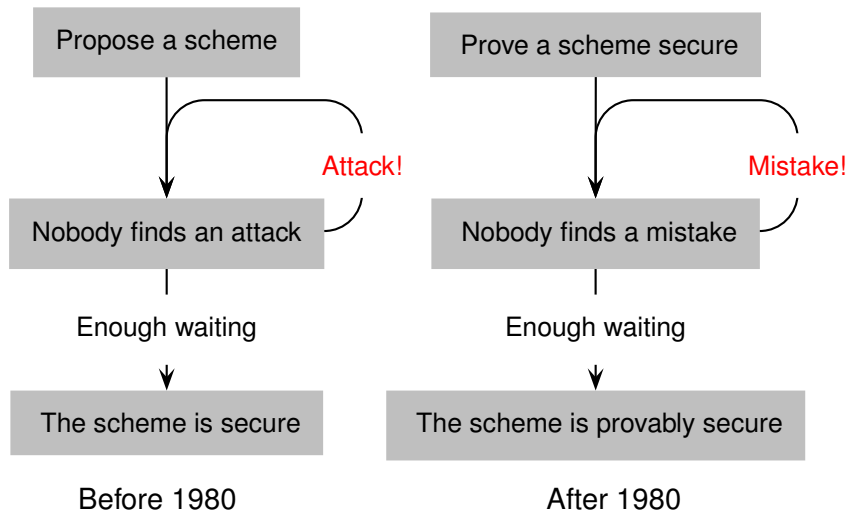 Propose a scheme
Attack!
Nobody finds an attack
Enough waiting
The scheme is secure
Before 1980
Prove a scheme secure
Mistake!
Nobody finds a mistake
Enough waiting
The scheme is provably secure
After 1980